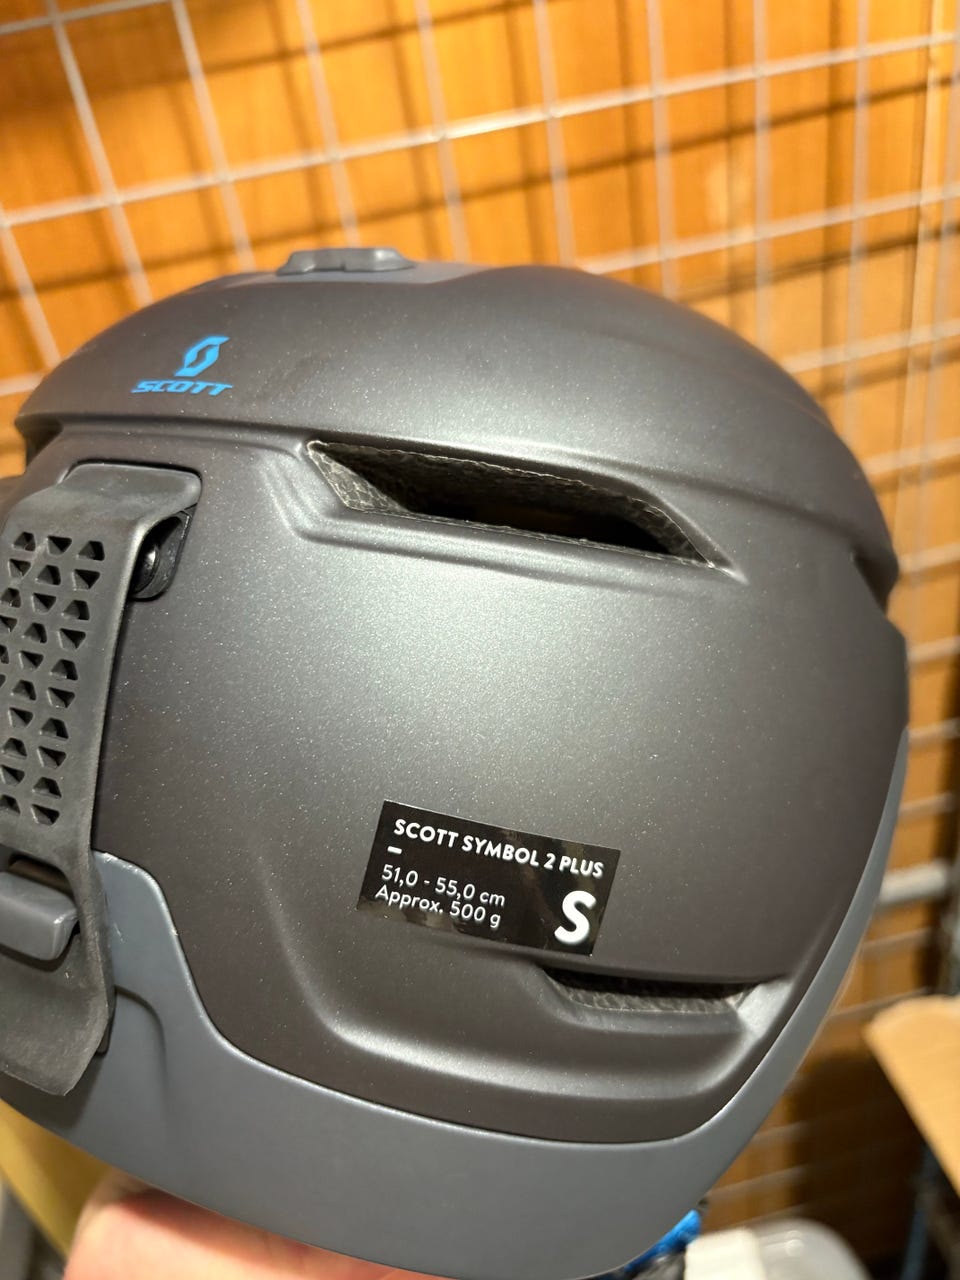 SCOTT
SCOTT SYMBOL 2 PLUS
51,0 - 55,0 cm
Approx. 500 g
S